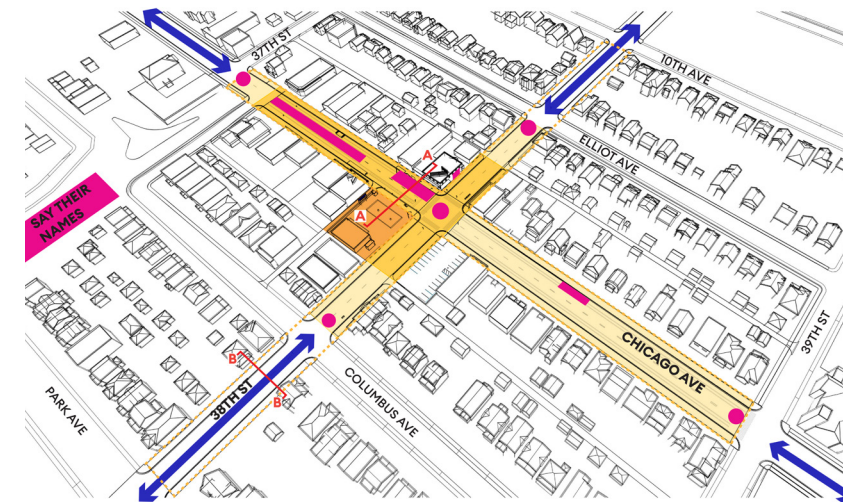 37TH ST
10TH AVE
ELLIOT AVE
A
A
SAY THEIR
NAMES
39TH ST
CHICAGO AVE
B
B
38TH ST
COLUMBUS AVE
PARK AVE